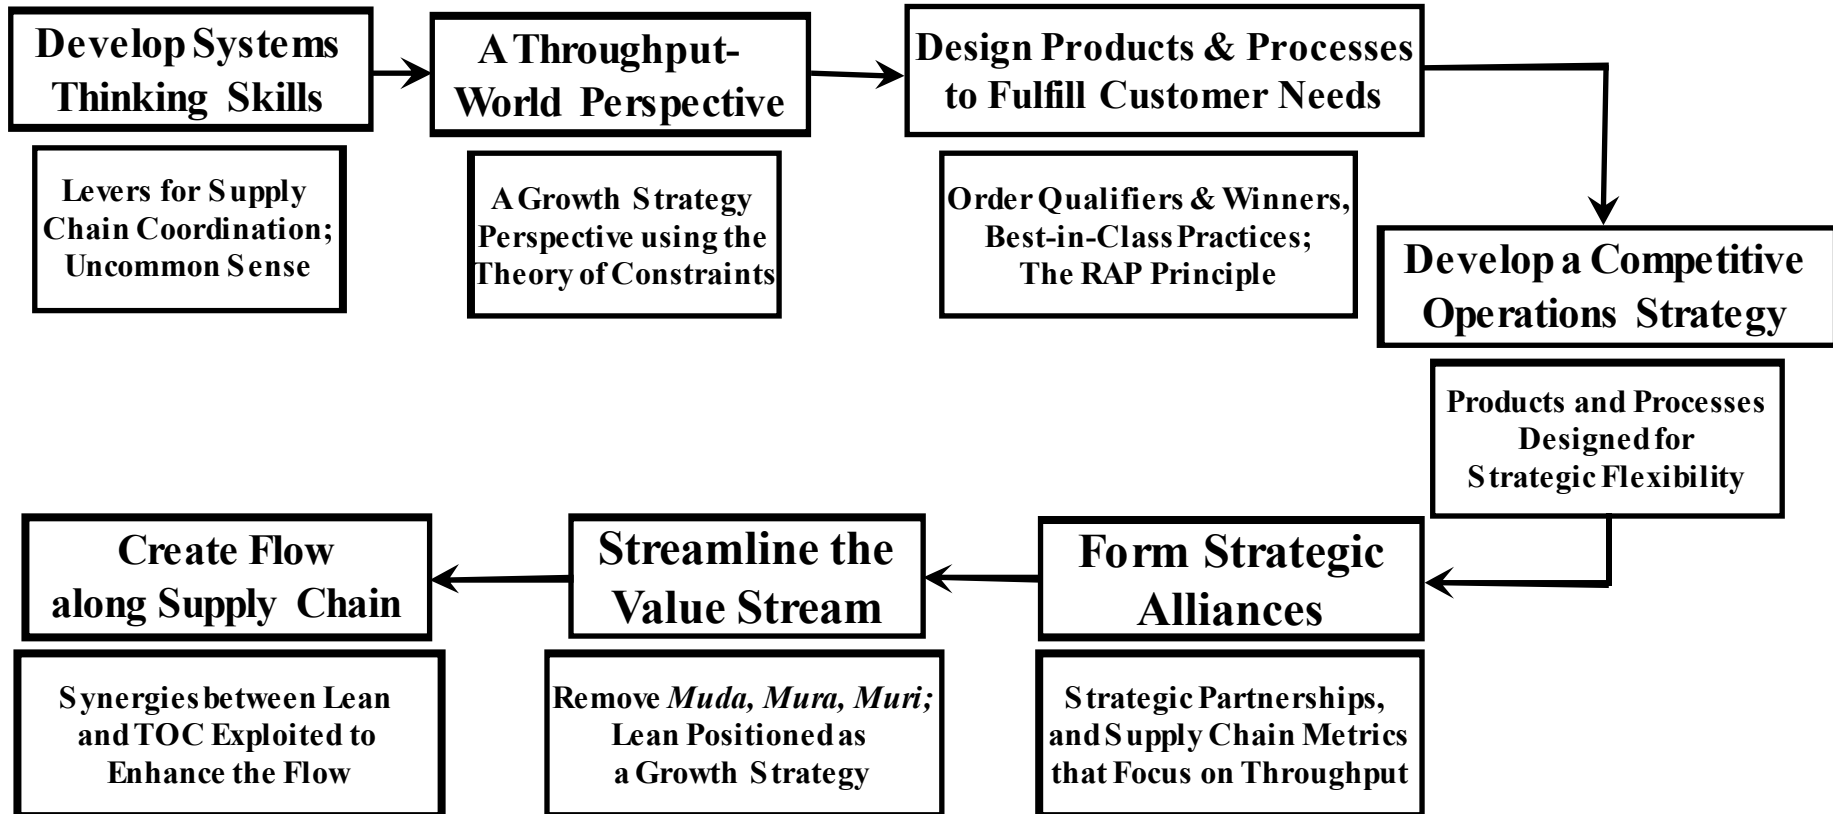 Develop Systems
Thinking Skills
Levers for Supply
Chain Coordination;
Uncommon Sense
A Throughput-
World Perspective
A Growth Strategy
Perspective using the
Theory of Constraints
Design Products & Processes
to Fulfill Customer Needs
Order Qualifiers & Winners,
Best-in-Class Practices;
The RAP Principle
Develop a Competitive
Operations Strategy
Products and Processes
Designed for
Strategic Flexibility
Form Strategic
Alliances
Strategic Partnerships,
and Supply Chain Metrics
that Focus on Throughput
Streamline the
Value Stream
Remove Muda, Mura, Muri;
Lean Positioned as
a Growth Strategy
Create Flow
along Supply Chain
Synergies between Lean
and TOC Exploited to
Enhance the Flow